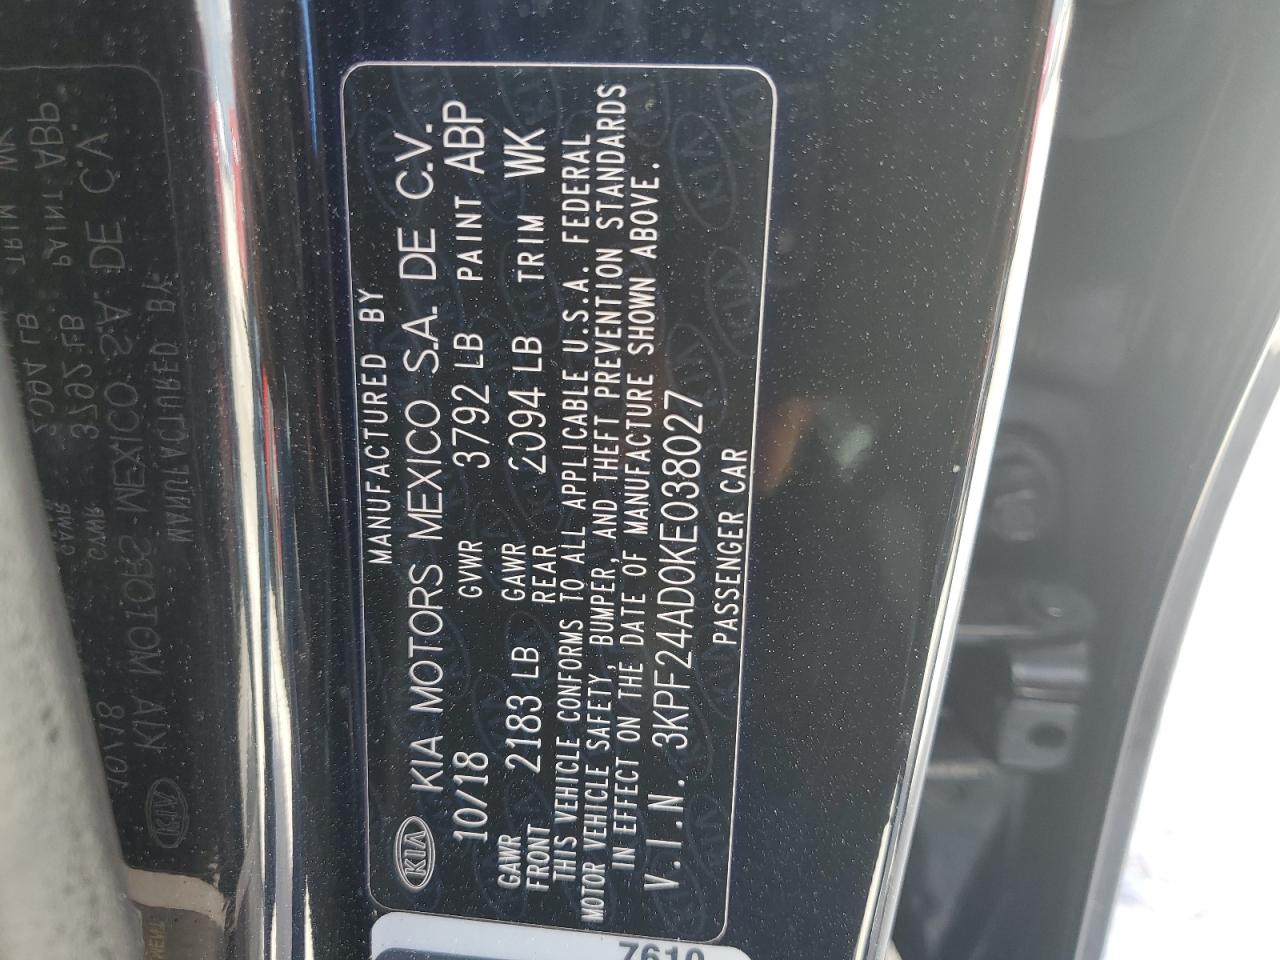 KIA KIA MOTORS MEXICO S.A. DE C.V.
MANUFACTURED BY
10/18 GVWR 3792 LB PAINT ABP
GAWR FRONT 2183 LB GAWR REAR 2094 LB TRIM WK
THIS VEHICLE CONFORMS TO ALL APPLICABLE U.S.A. FEDERAL
MOTOR VEHICLE SAFETY, BUMPER, AND THEFT PREVENTION STANDARDS
IN EFFECT ON THE DATE OF MANUFACTURE SHOWN ABOVE.
V.I.N. 3KPF24AD0KE038027
PASSENGER CAR
7610